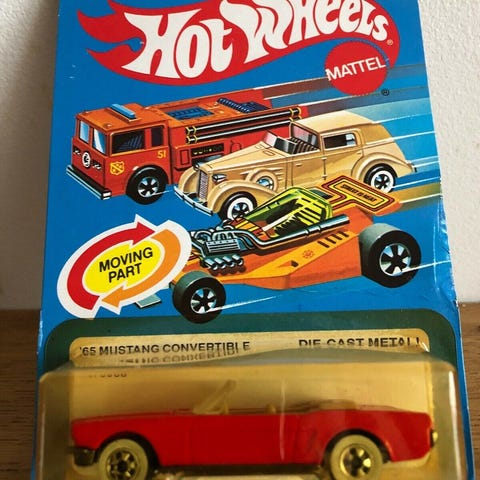 HOT WHEELS
®
MATTEL
®
51
MOVING
PART
'65 MUSTANG CONVERTIBLE
DIE-CAST METAL!